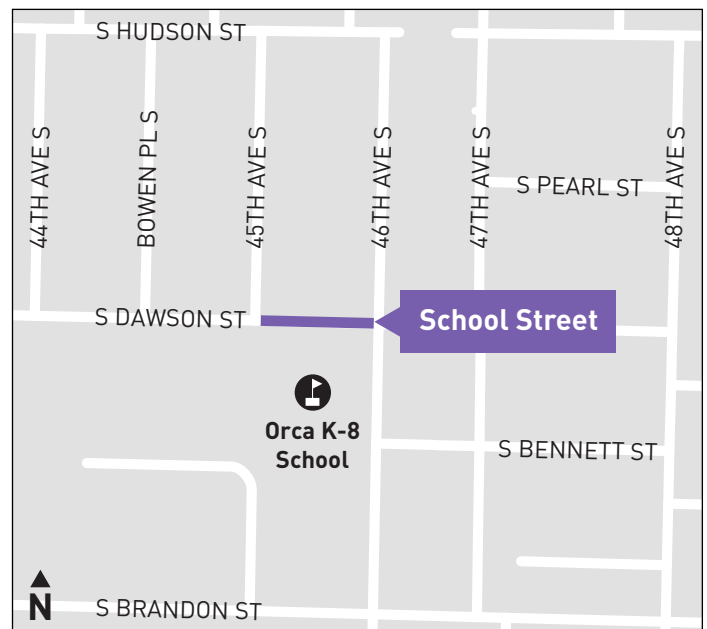 S HUDSON ST
44TH AVE S
BOWEN PL S
45TH AVE S
46TH AVE S
47TH AVE S
48TH AVE S
S PEARL ST
S DAWSON ST
School Street
Orca K-8
School
S BENNETT ST
N
S BRANDON ST